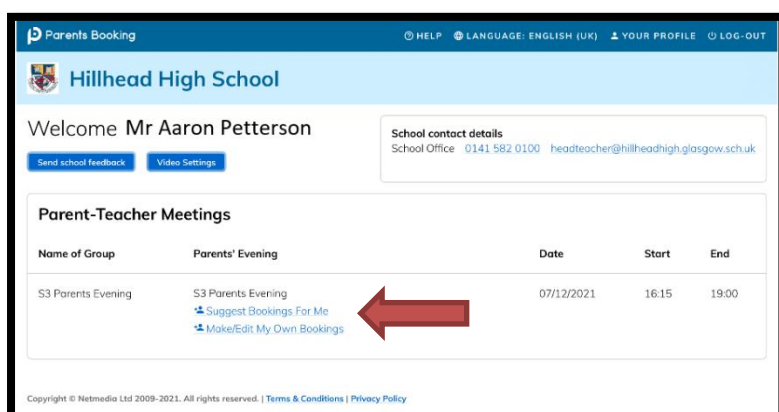 Parents Booking
HELP LANGUAGE: ENGLISH (UK) YOUR PROFILE LOG-OUT
Hillhead High School
Welcome Mr Aaron Petterson
Send school feedback Video Settings
School contact details
School Office 0141 582 0100 headteacher@hillheadhigh.glasgow.sch.uk
Parent-Teacher Meetings
Name of Group Parents' Evening Date Start End
S3 Parents Evening S3 Parents Evening 07/12/2021 16:15 19:00
Suggest Bookings For Me
Make/Edit My Own Bookings
Copyright © Netmedia Ltd 2009-2021. All rights reserved. | Terms & Conditions | Privacy Policy